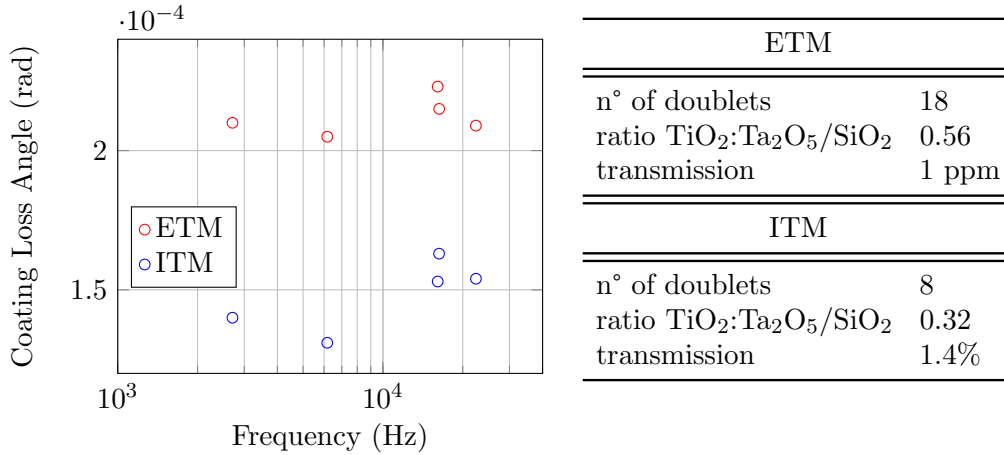 ·10⁻⁴
2
1.5
10³
10⁴
Coating Loss Angle (rad)
Frequency (Hz)
ETM
ITM
ETM
n° of doublets 18
ratio TiO₂:Ta₂O₅/SiO₂ 0.56
transmission 1 ppm
ITM
n° of doublets 8
ratio TiO₂:Ta₂O₅/SiO₂ 0.32
transmission 1.4%